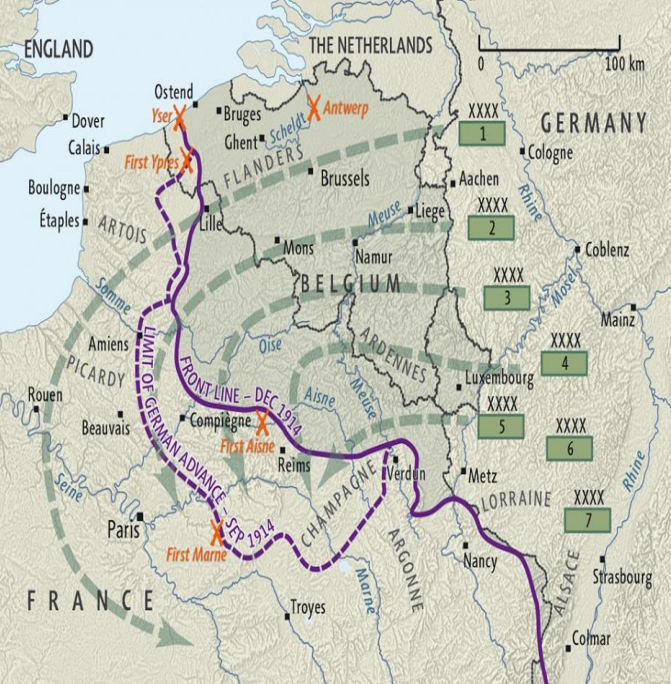 ENGLAND
THE NETHERLANDS
0 100 km
Ostend
Yser
Bruges
Antwerp
Scheldt
Dover
Ghent
XXXX
1
GERMANY
Calais
First Ypres
FLANDERS
Cologne
Brussels
Aachen
Boulogne
Rhine
Étaples
Lille
Meuse
Liege
XXXX
2
ARTOIS
Mons
Namur
Coblenz
BELGIUM
XXXX
3
Mosel
Somme
Mainz
Amiens
Oise
ARDENNES
XXXX
4
PICARDY
LIMIT OF GERMAN ADVANCE – SEP 1914
FRONT LINE – DEC 1914
Luxembourg
Rouen
Aisne
Meuse
XXXX
5
Beauvais
Compiègne
First Aisne
XXXX
6
Reims
Verdun
Metz
Rhine
Seine
CHAMPAGNE
LORRAINE
XXXX
7
Paris
First Marne
ARGONNE
Nancy
ALSACE
Strasbourg
Marne
FRANCE
Troyes
Colmar